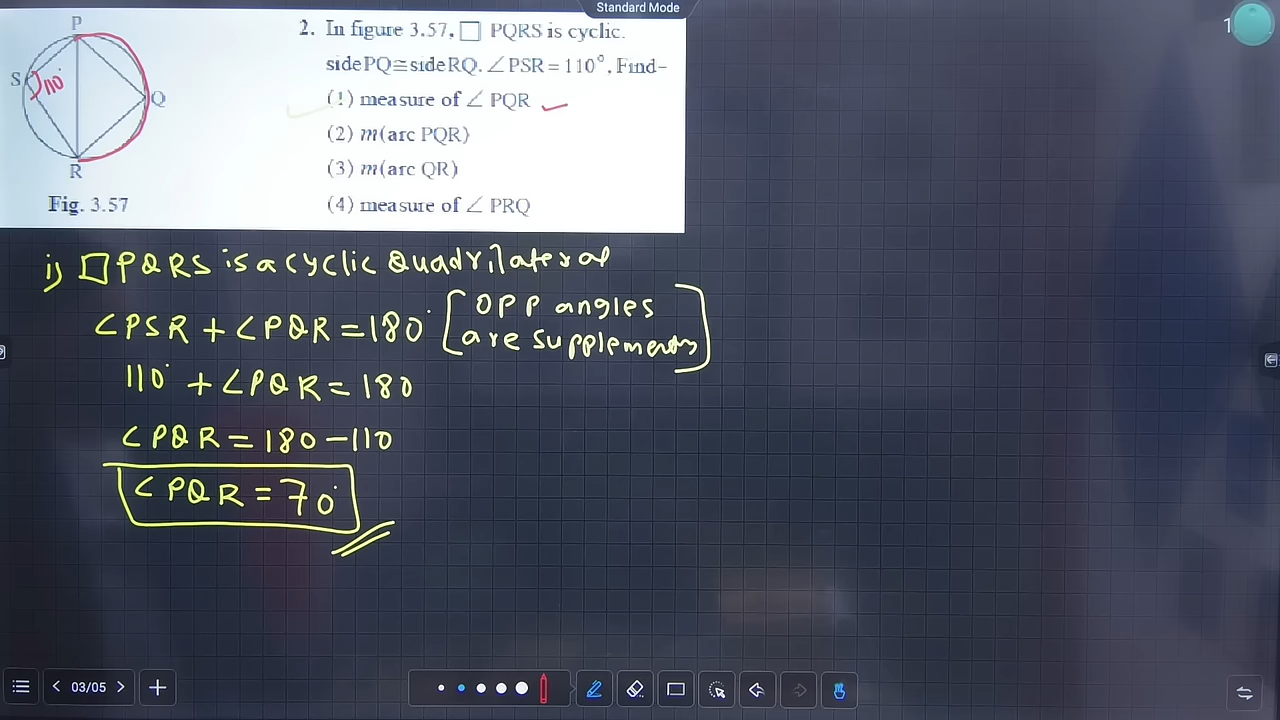 Standard Mode
P
S
110°
Q
R
Fig. 3.57
2. In figure 3.57, □ PQRS is cyclic.
side PQ ≅ side RQ. ∠ PSR = 110°, Find-
(1) measure of ∠ PQR
(2) m(arc PQR)
(3) m(arc QR)
(4) measure of ∠ PRQ
1
i) □ PQRS is a cyclic Quadrilateral
∠PSR + ∠PQR = 180° [opp angles
are supplements]
110° + ∠PQR = 180
∠PQR = 180 - 110
∠PQR = 70°
03/05